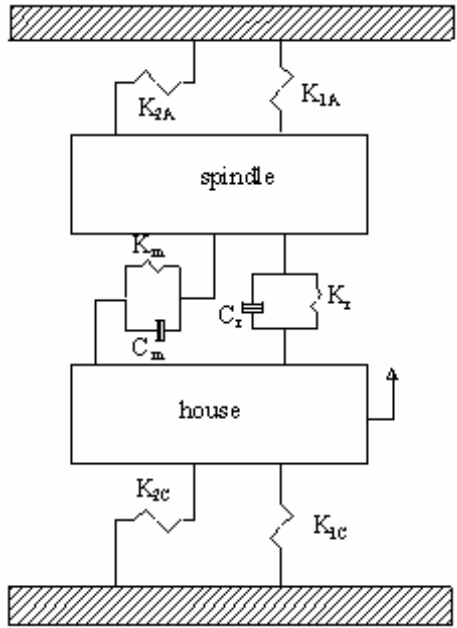 K2A
K1A
spindle
Km
Cm
Cr
Kr
house
K2C
K1C